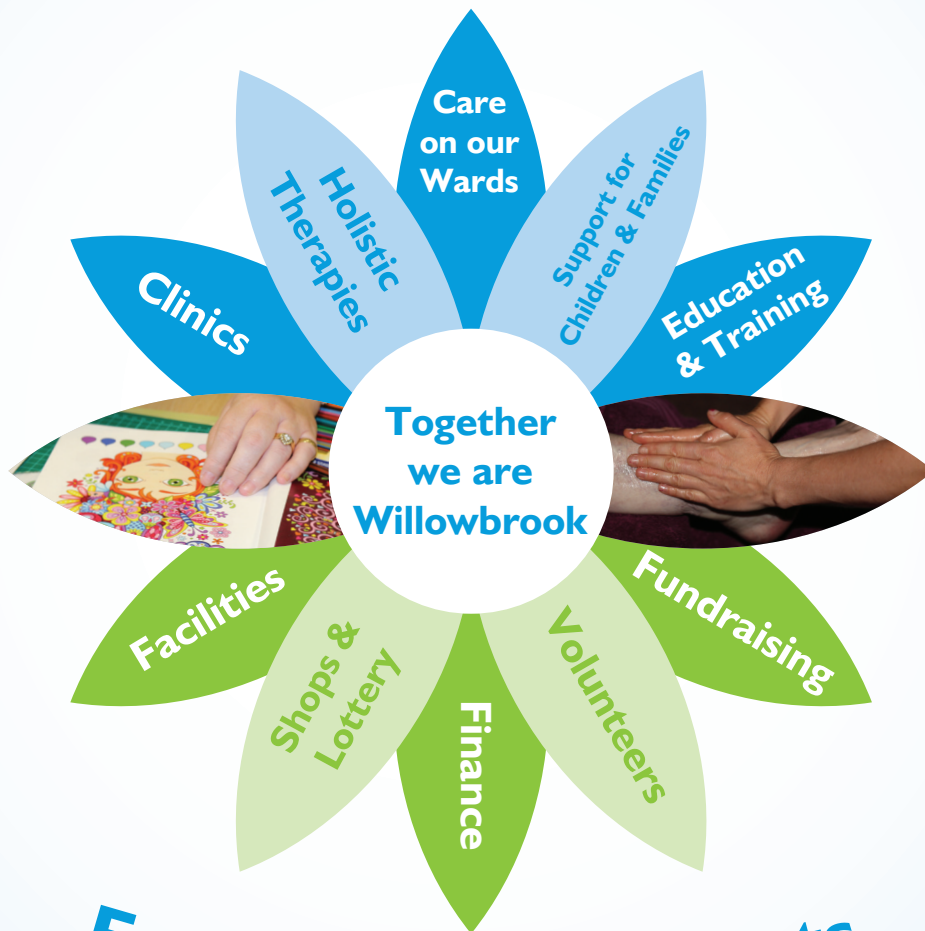 Care
on our
Wards
Holistic
Therapies
Support for
Children & Families
Clinics
Education
& Training
Together
we are
Willowbrook
Facilities
Fundraising
Shops &
Lottery
Volunteers
Finance